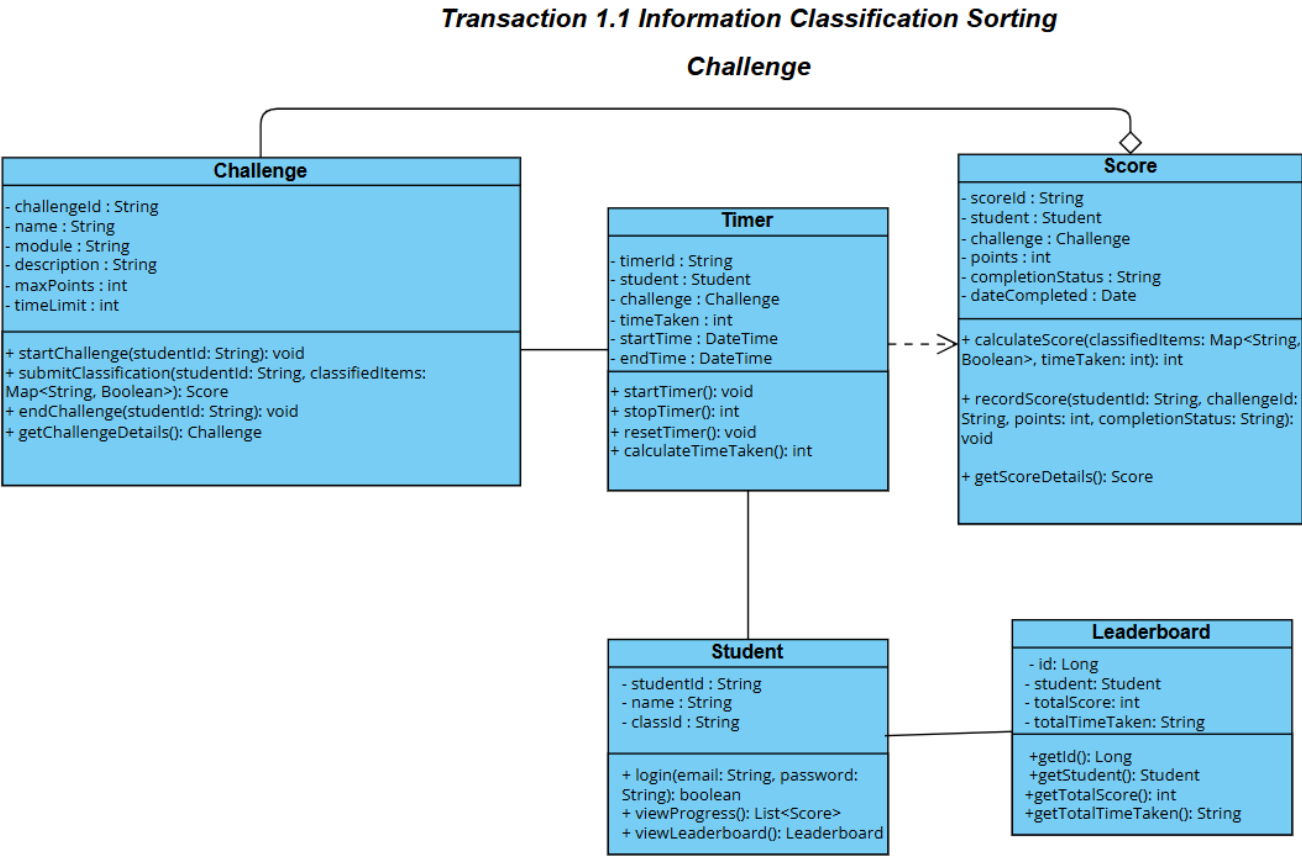 Transaction 1.1 Information Classification Sorting
Challenge
Challenge
- challengeId : String
- name : String
- module : String
- description : String
- maxPoints : int
- timeLimit : int
+ startChallenge(studentId: String): void
+ submitClassification(studentId: String, classifiedItems:
Map<String, Boolean>): Score
+ endChallenge(studentId: String): void
+ getChallengeDetails(): Challenge
Timer
- timerId : String
- student : Student
- challenge : Challenge
- timeTaken : int
- startTime : DateTime
- endTime : DateTime
+ startTimer(): void
+ stopTimer(): int
+ resetTimer(): void
+ calculateTimeTaken(): int
Score
- scoreId : String
- student : Student
- challenge : Challenge
- points : int
- completionStatus : String
- dateCompleted : Date
+ calculateScore(classifiedItems: Map<String,
Boolean>, timeTaken: int): int
+ recordScore(studentId: String, challengeId:
String, points: int, completionStatus: String):
void
+ getScoreDetails(): Score
Student
- studentId : String
- name : String
- classId : String
+ login(email: String, password:
String): boolean
+ viewProgress(): List<Score>
+ viewLeaderboard(): Leaderboard
Leaderboard
- id: Long
- student: Student
- totalScore: int
- totalTimeTaken: String
+getId(): Long
+getStudent(): Student
+getTotalScore(): int
+getTotalTimeTaken(): String